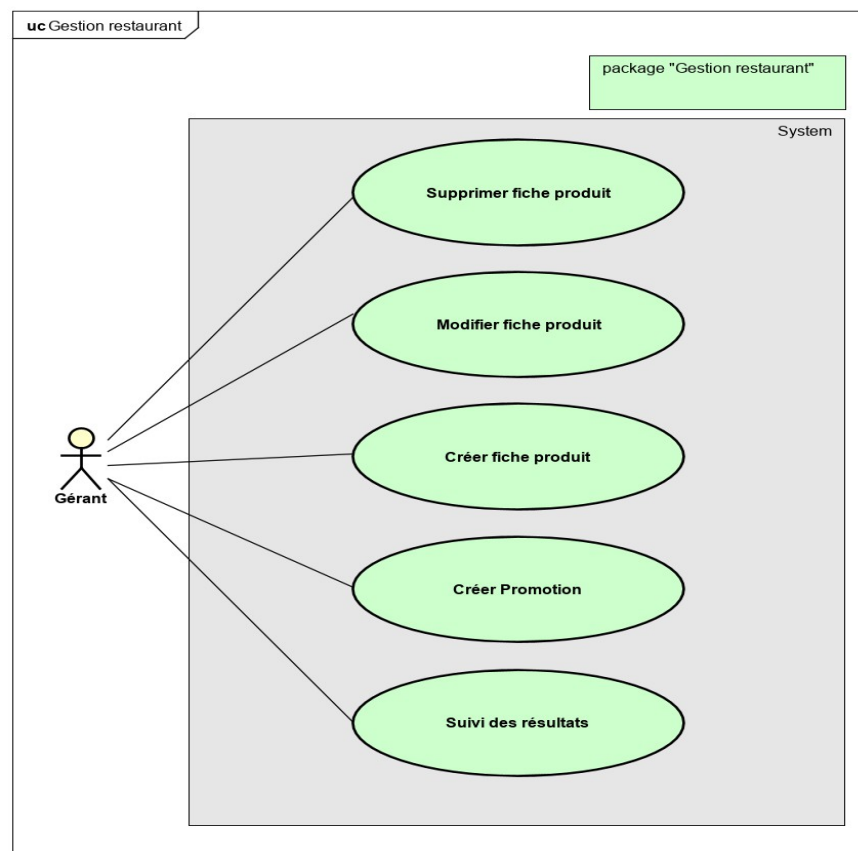 uc Gestion restaurant
package "Gestion restaurant"
System
Supprimer fiche produit
Modifier fiche produit
Créer fiche produit
Gérant
Créer Promotion
Suivi des résultats